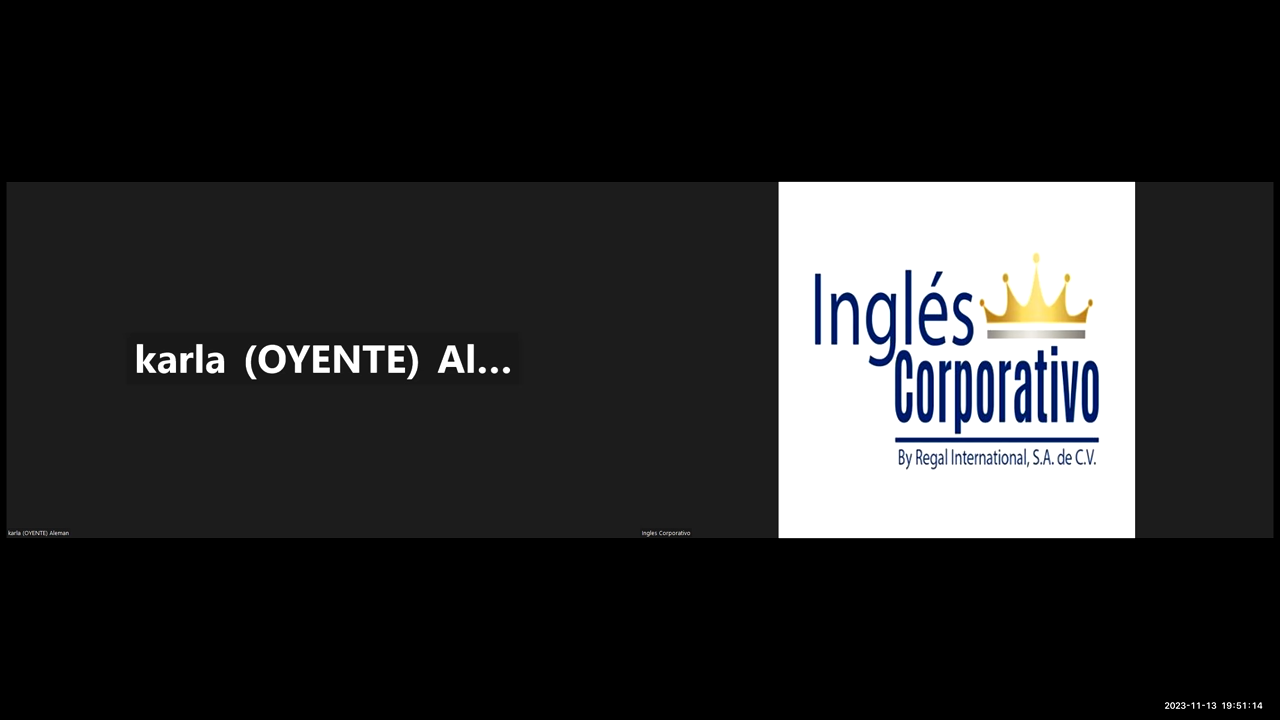 karla (OYENTE) Al...
Inglés
Corporativo
By Regal International, S.A. de C.V.
karla (OYENTE) Aleman
Ingles Corporativo
2023-11-13 19:51:14